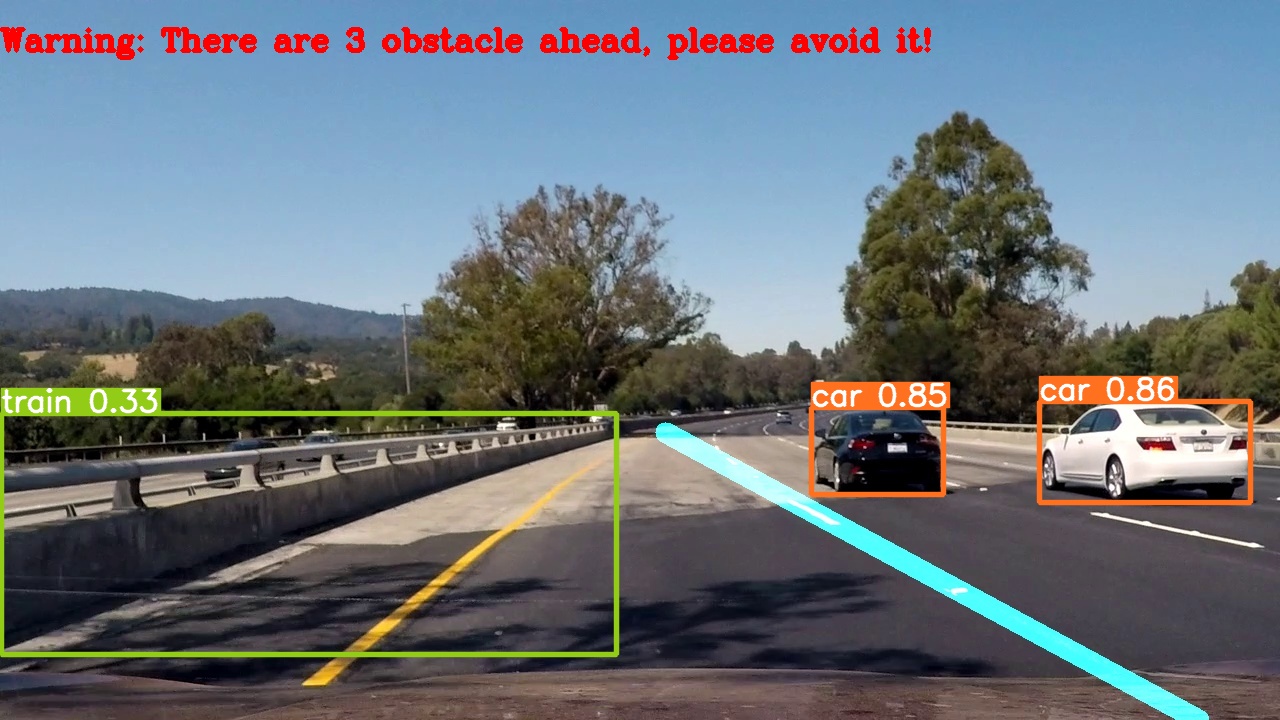 Warning: There are 3 obstacle ahead, please avoid it!
train 0.33
car 0.85
car 0.86